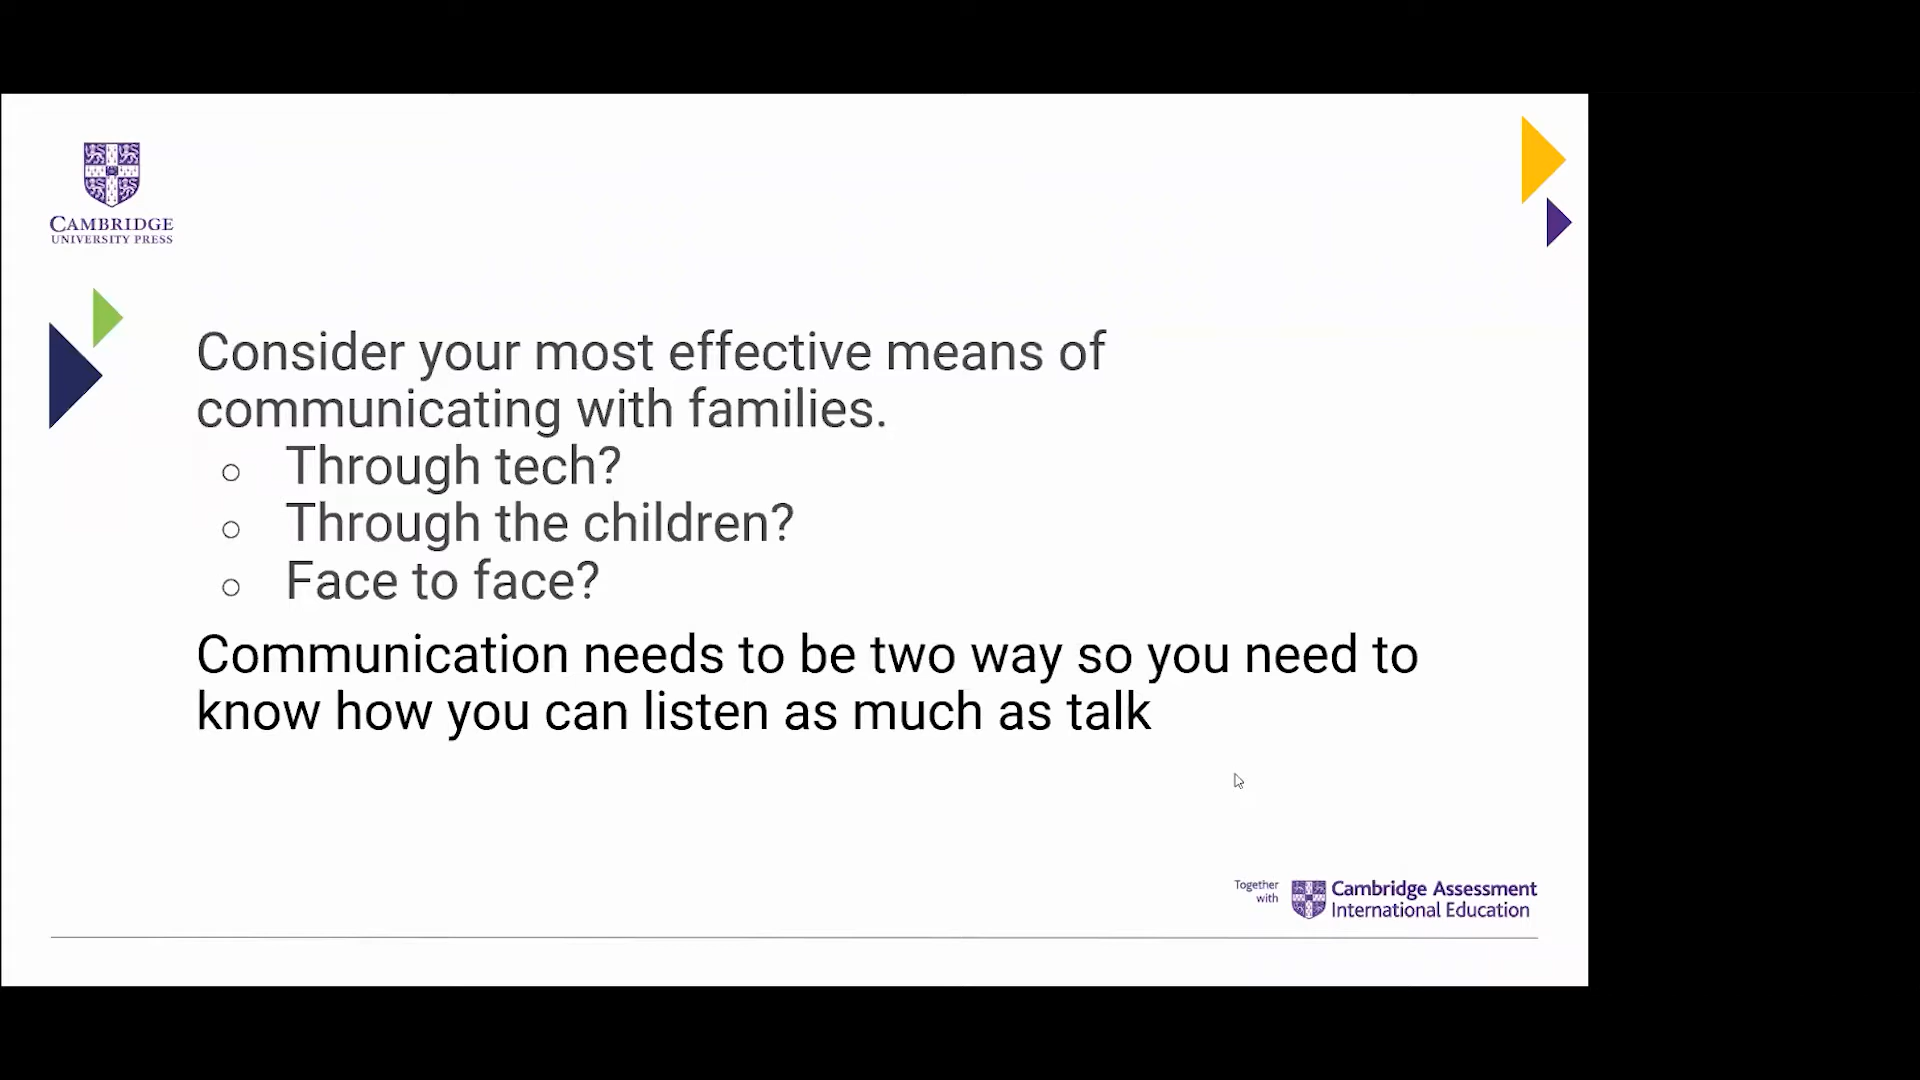 CAMBRIDGE
UNIVERSITY PRESS
Consider your most effective means of
communicating with families.
○ Through tech?
○ Through the children?
○ Face to face?
Communication needs to be two way so you need to
know how you can listen as much as talk
Together
with
Cambridge Assessment
International Education